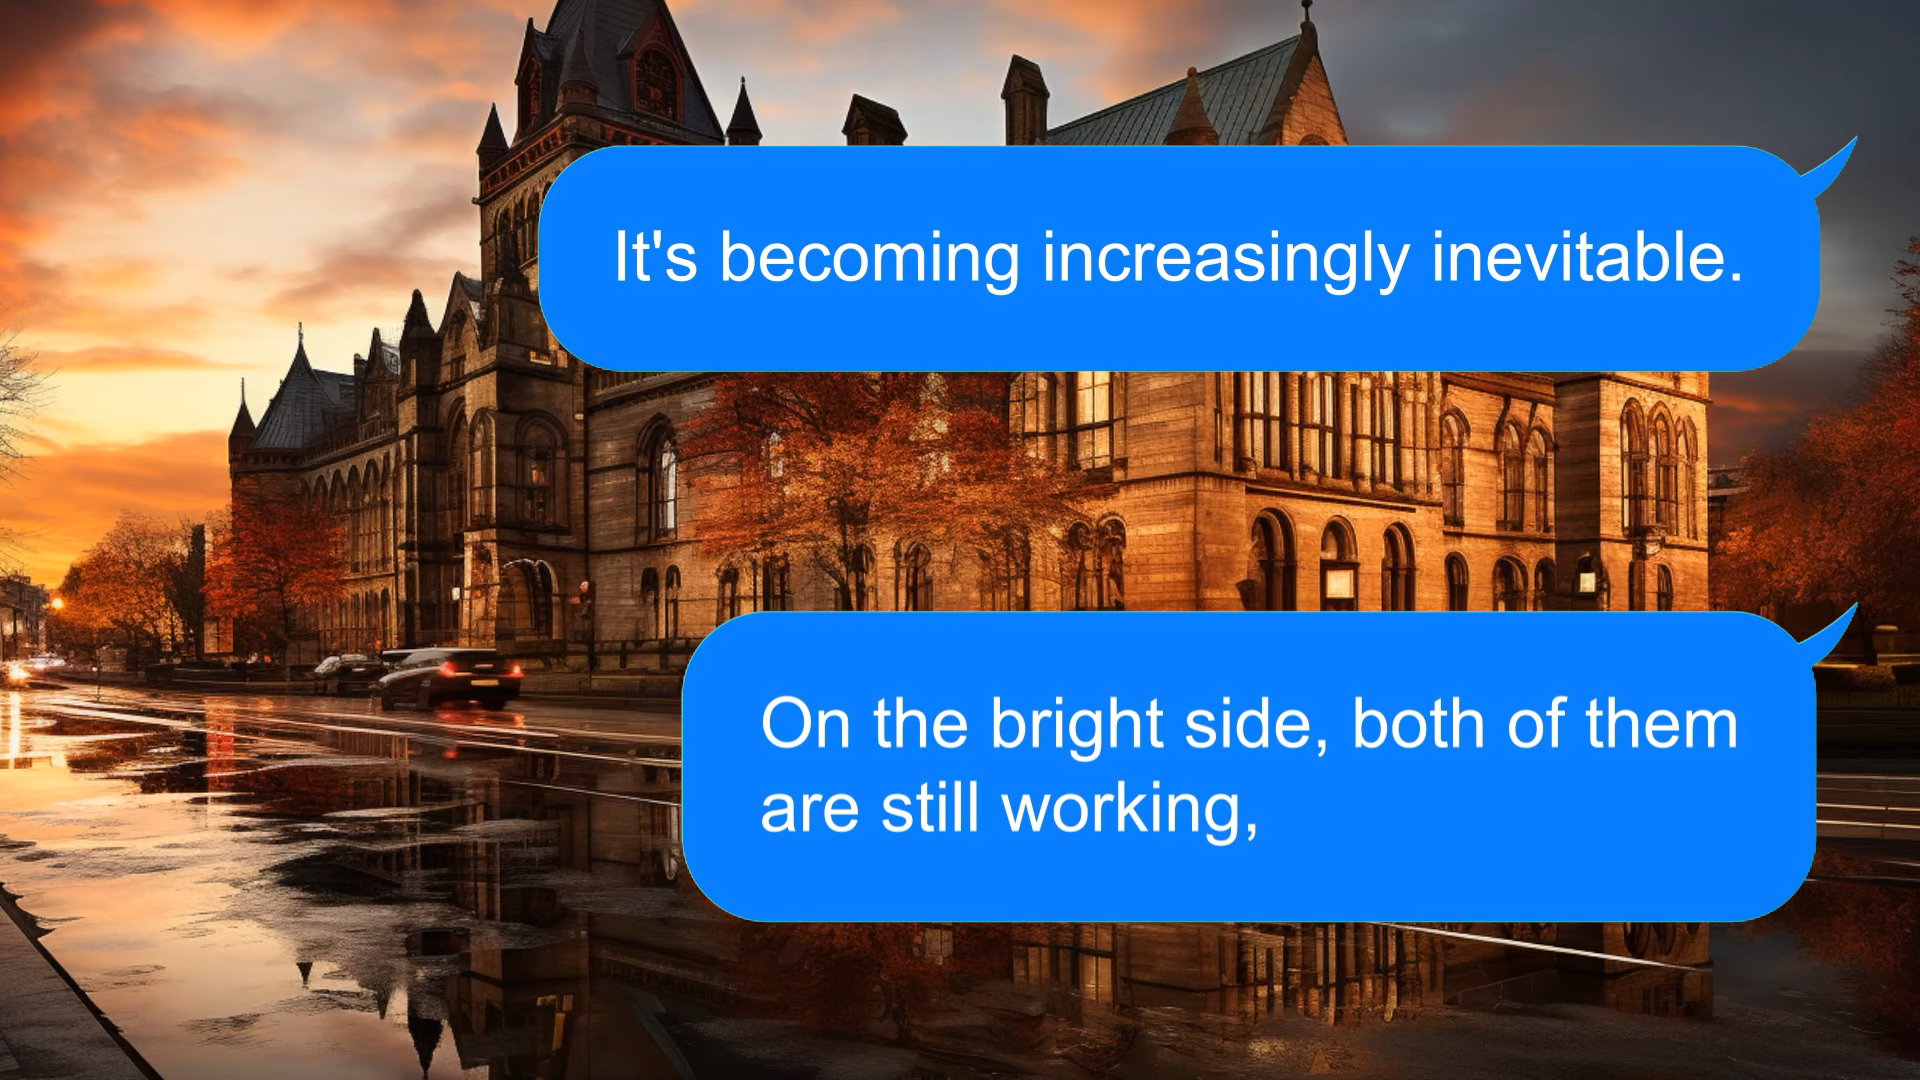 It's becoming increasingly inevitable.
On the bright side, both of them
are still working,